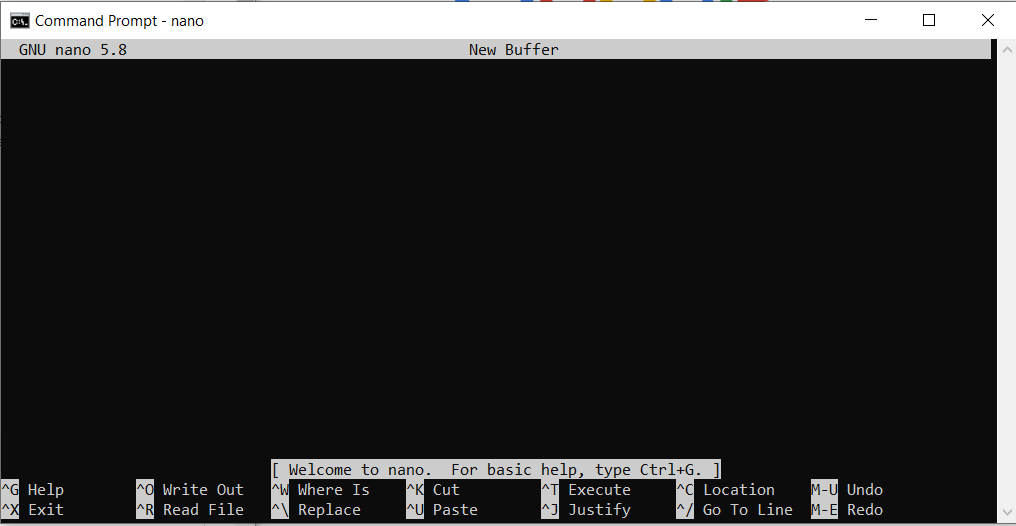 Command Prompt - nano
GNU nano 5.8 New Buffer
[ Welcome to nano.  For basic help, type Ctrl+G. ]
^G Help ^O Write Out ^W Where Is ^K Cut ^T Execute ^C Location M-U Undo
^X Exit ^R Read File ^\ Replace ^U Paste ^J Justify ^/ Go To Line M-E Redo